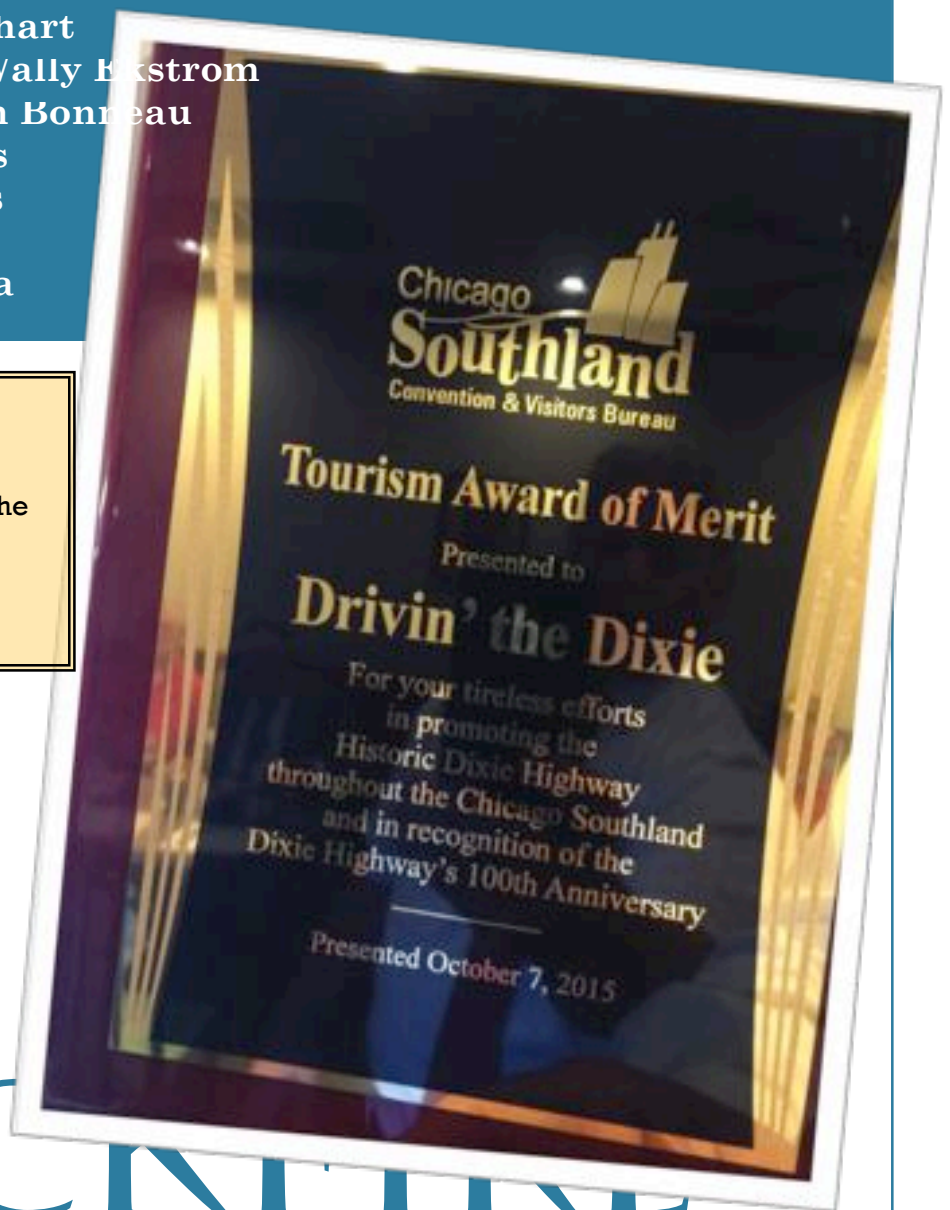 hart
Wally Ekstrom
n Bonneau
s
s
a
he
Chicago
Southland
Convention & Visitors Bureau
Tourism Award of Merit
Presented to
Drivin' the Dixie
For your tireless efforts
in promoting the
Historic Dixie Highway
throughout the Chicago Southland
and in recognition of the
Dixie Highway's 100th Anniversary
Presented October 7, 2015